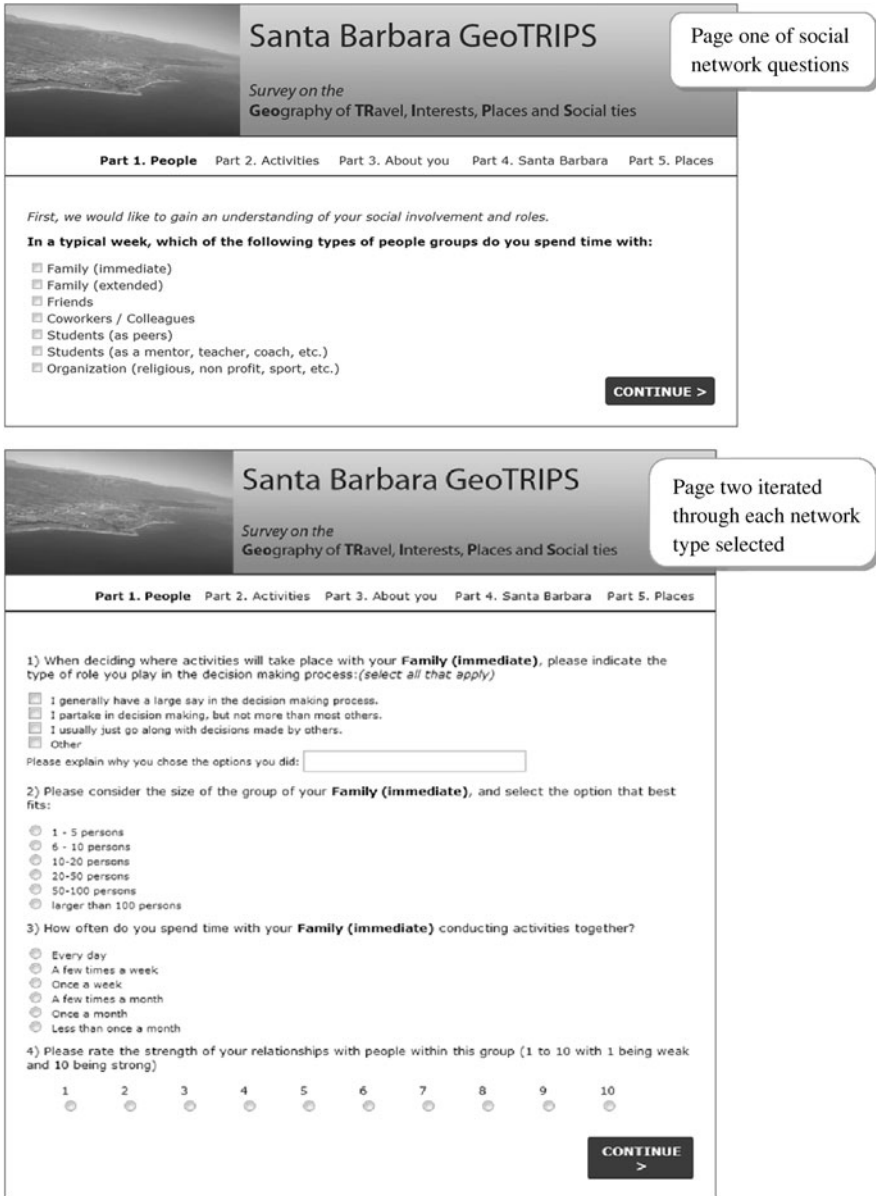 Santa Barbara GeoTRIPS
Survey on the
Geography of TRavel, Interests, Places and Social ties
Page one of social
network questions
Part 1. People Part 2. Activities Part 3. About you Part 4. Santa Barbara Part 5. Places
First, we would like to gain an understanding of your social involvement and roles.
In a typical week, which of the following types of people groups do you spend time with:
Family (immediate)
Family (extended)
Friends
Coworkers / Colleagues
Students (as peers)
Students (as a mentor, teacher, coach, etc.)
Organization (religious, non profit, sport, etc.)
CONTINUE >
Santa Barbara GeoTRIPS
Survey on the
Geography of TRavel, Interests, Places and Social ties
Page two iterated
through each network
type selected
Part 1. People Part 2. Activities Part 3. About you Part 4. Santa Barbara Part 5. Places
1) When deciding where activities will take place with your Family (immediate), please indicate the
type of role you play in the decision making process:(select all that apply)
I generally have a large say in the decision making process.
I partake in decision making, but not more than most others.
I usually just go along with decisions made by others.
Other
Please explain why you chose the options you did:
2) Please consider the size of the group of your Family (immediate), and select the option that best
fits:
1 - 5 persons
6 - 10 persons
10-20 persons
20-50 persons
50-100 persons
larger than 100 persons
3) How often do you spend time with your Family (immediate) conducting activities together?
Every day
A few times a week
Once a week
A few times a month
Once a month
Less than once a month
4) Please rate the strength of your relationships with people within this group (1 to 10 with 1 being weak
and 10 being strong)
1 2 3 4 5 6 7 8 9 10
CONTINUE
>